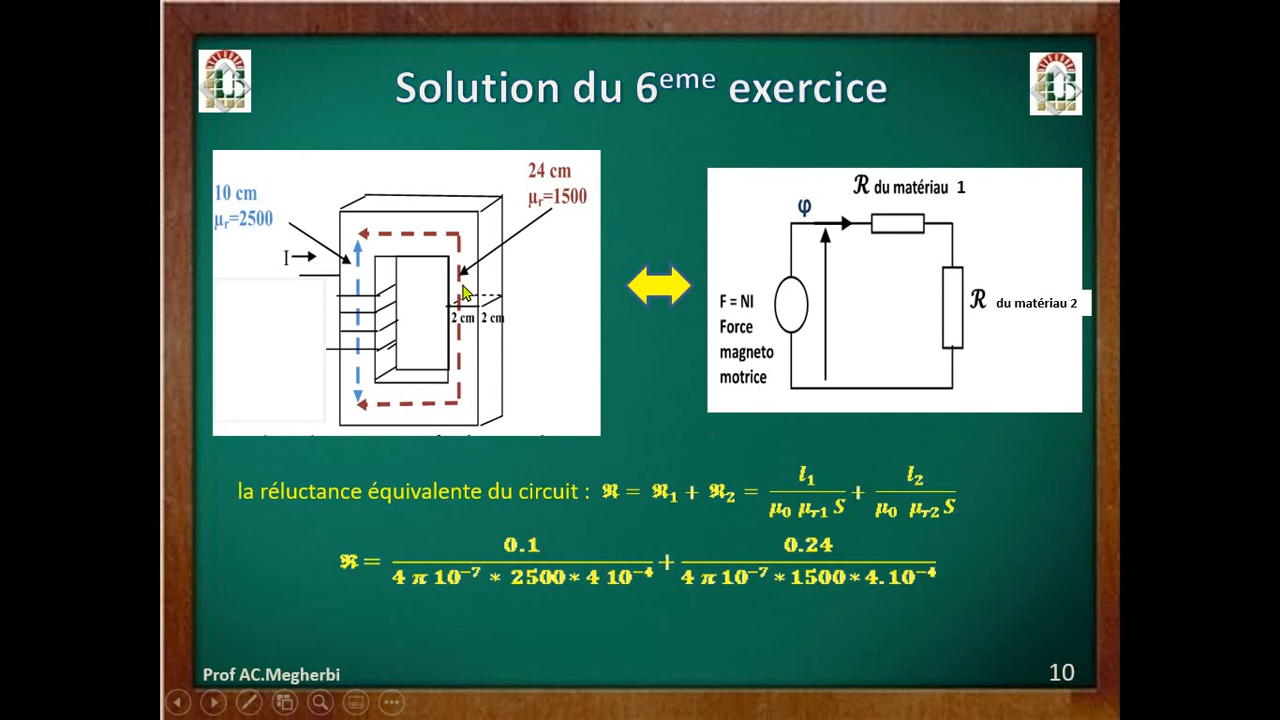 Solution du 6eme exercice
10 cm
µr=2500
24 cm
µr=1500
I
2 cm 2 cm
ℛ du matériau 1
φ
F = NI
Force
magneto
motrice
ℛ du matériau 2
la réluctance équivalente du circuit : ℜ = ℜ1 + ℜ2 = l1 / (μ0 μr1 S) + l2 / (μ0 μr2 S)
ℜ = 0.1 / (4 π 10^-7 * 2500 * 4 10^-4) + 0.24 / (4 π 10^-7 * 1500 * 4. 10^-4)
Prof AC.Megherbi
10